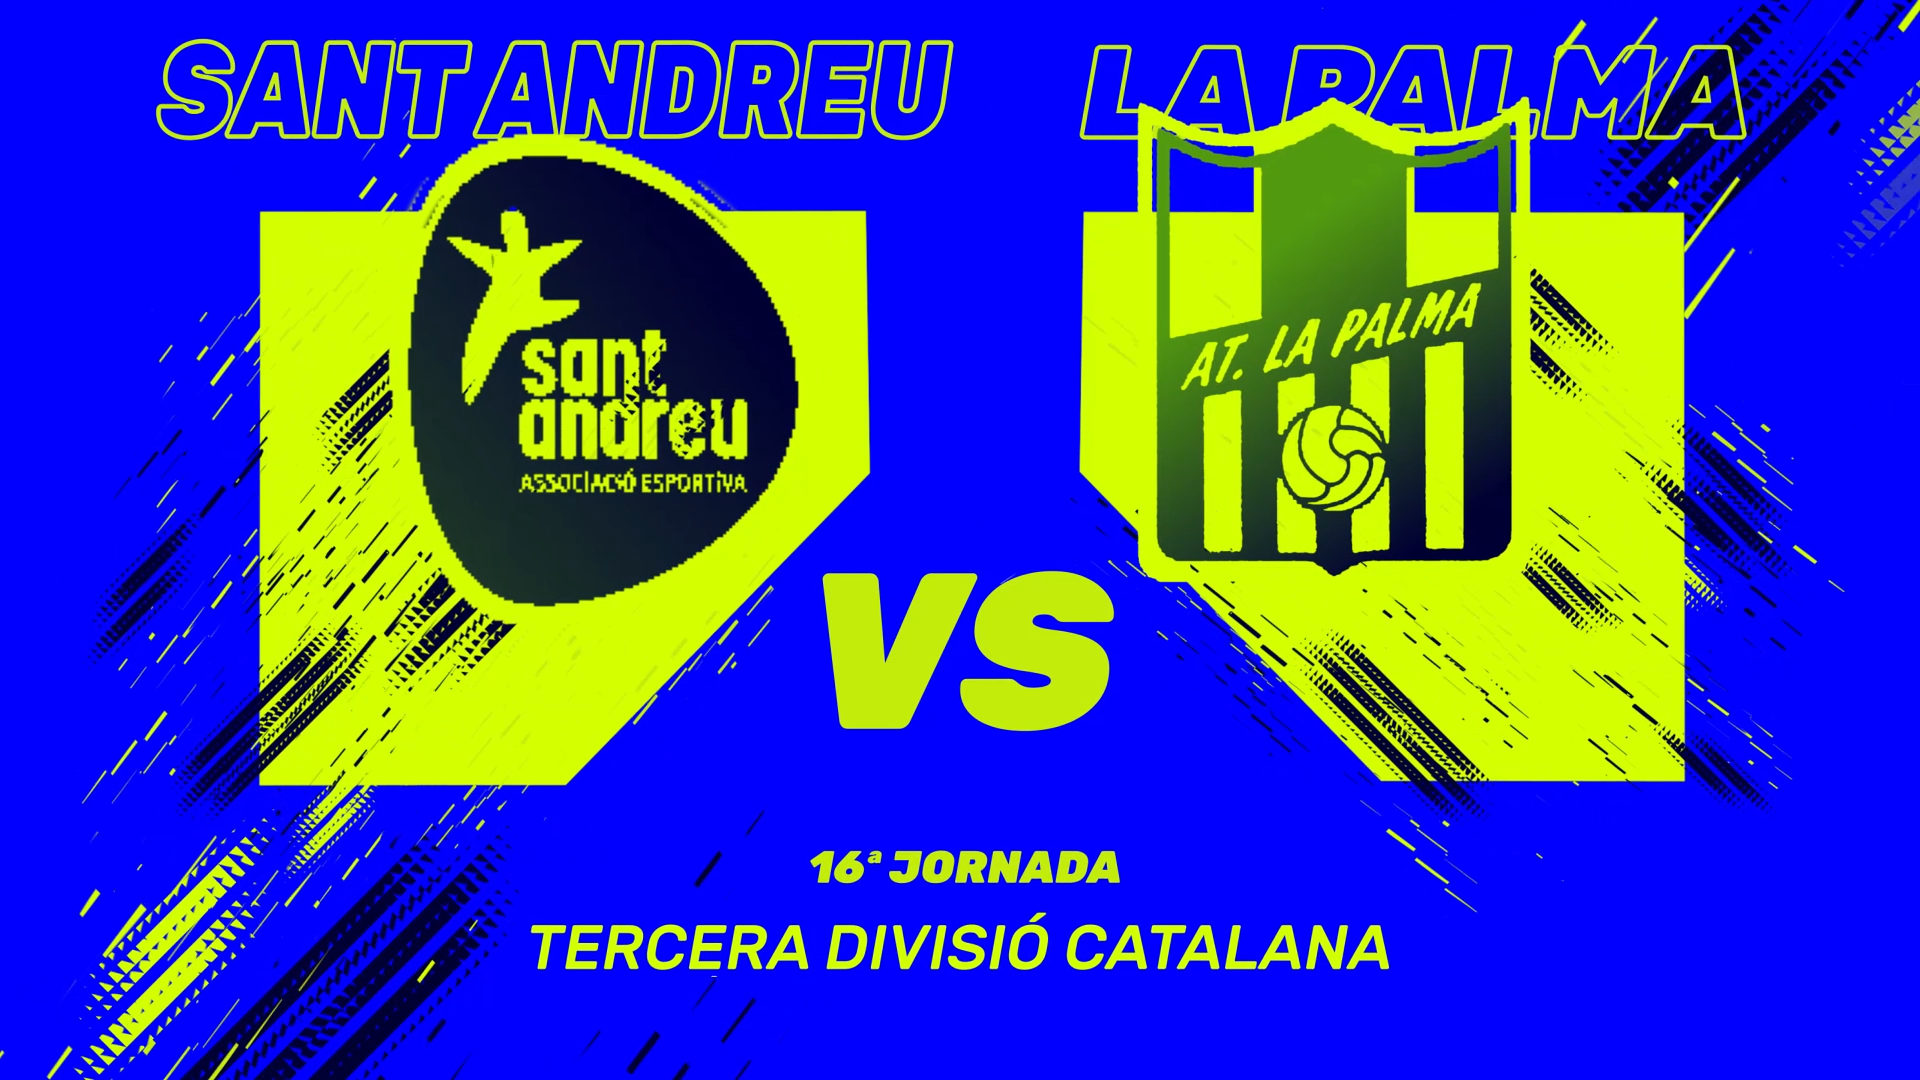 SANT ANDREU
LA PALMA
sant
andreu
ASSOCIACIÓ ESPORTIVA
AT. LA PALMA
VS
16ª JORNADA
TERCERA DIVISIÓ CATALANA